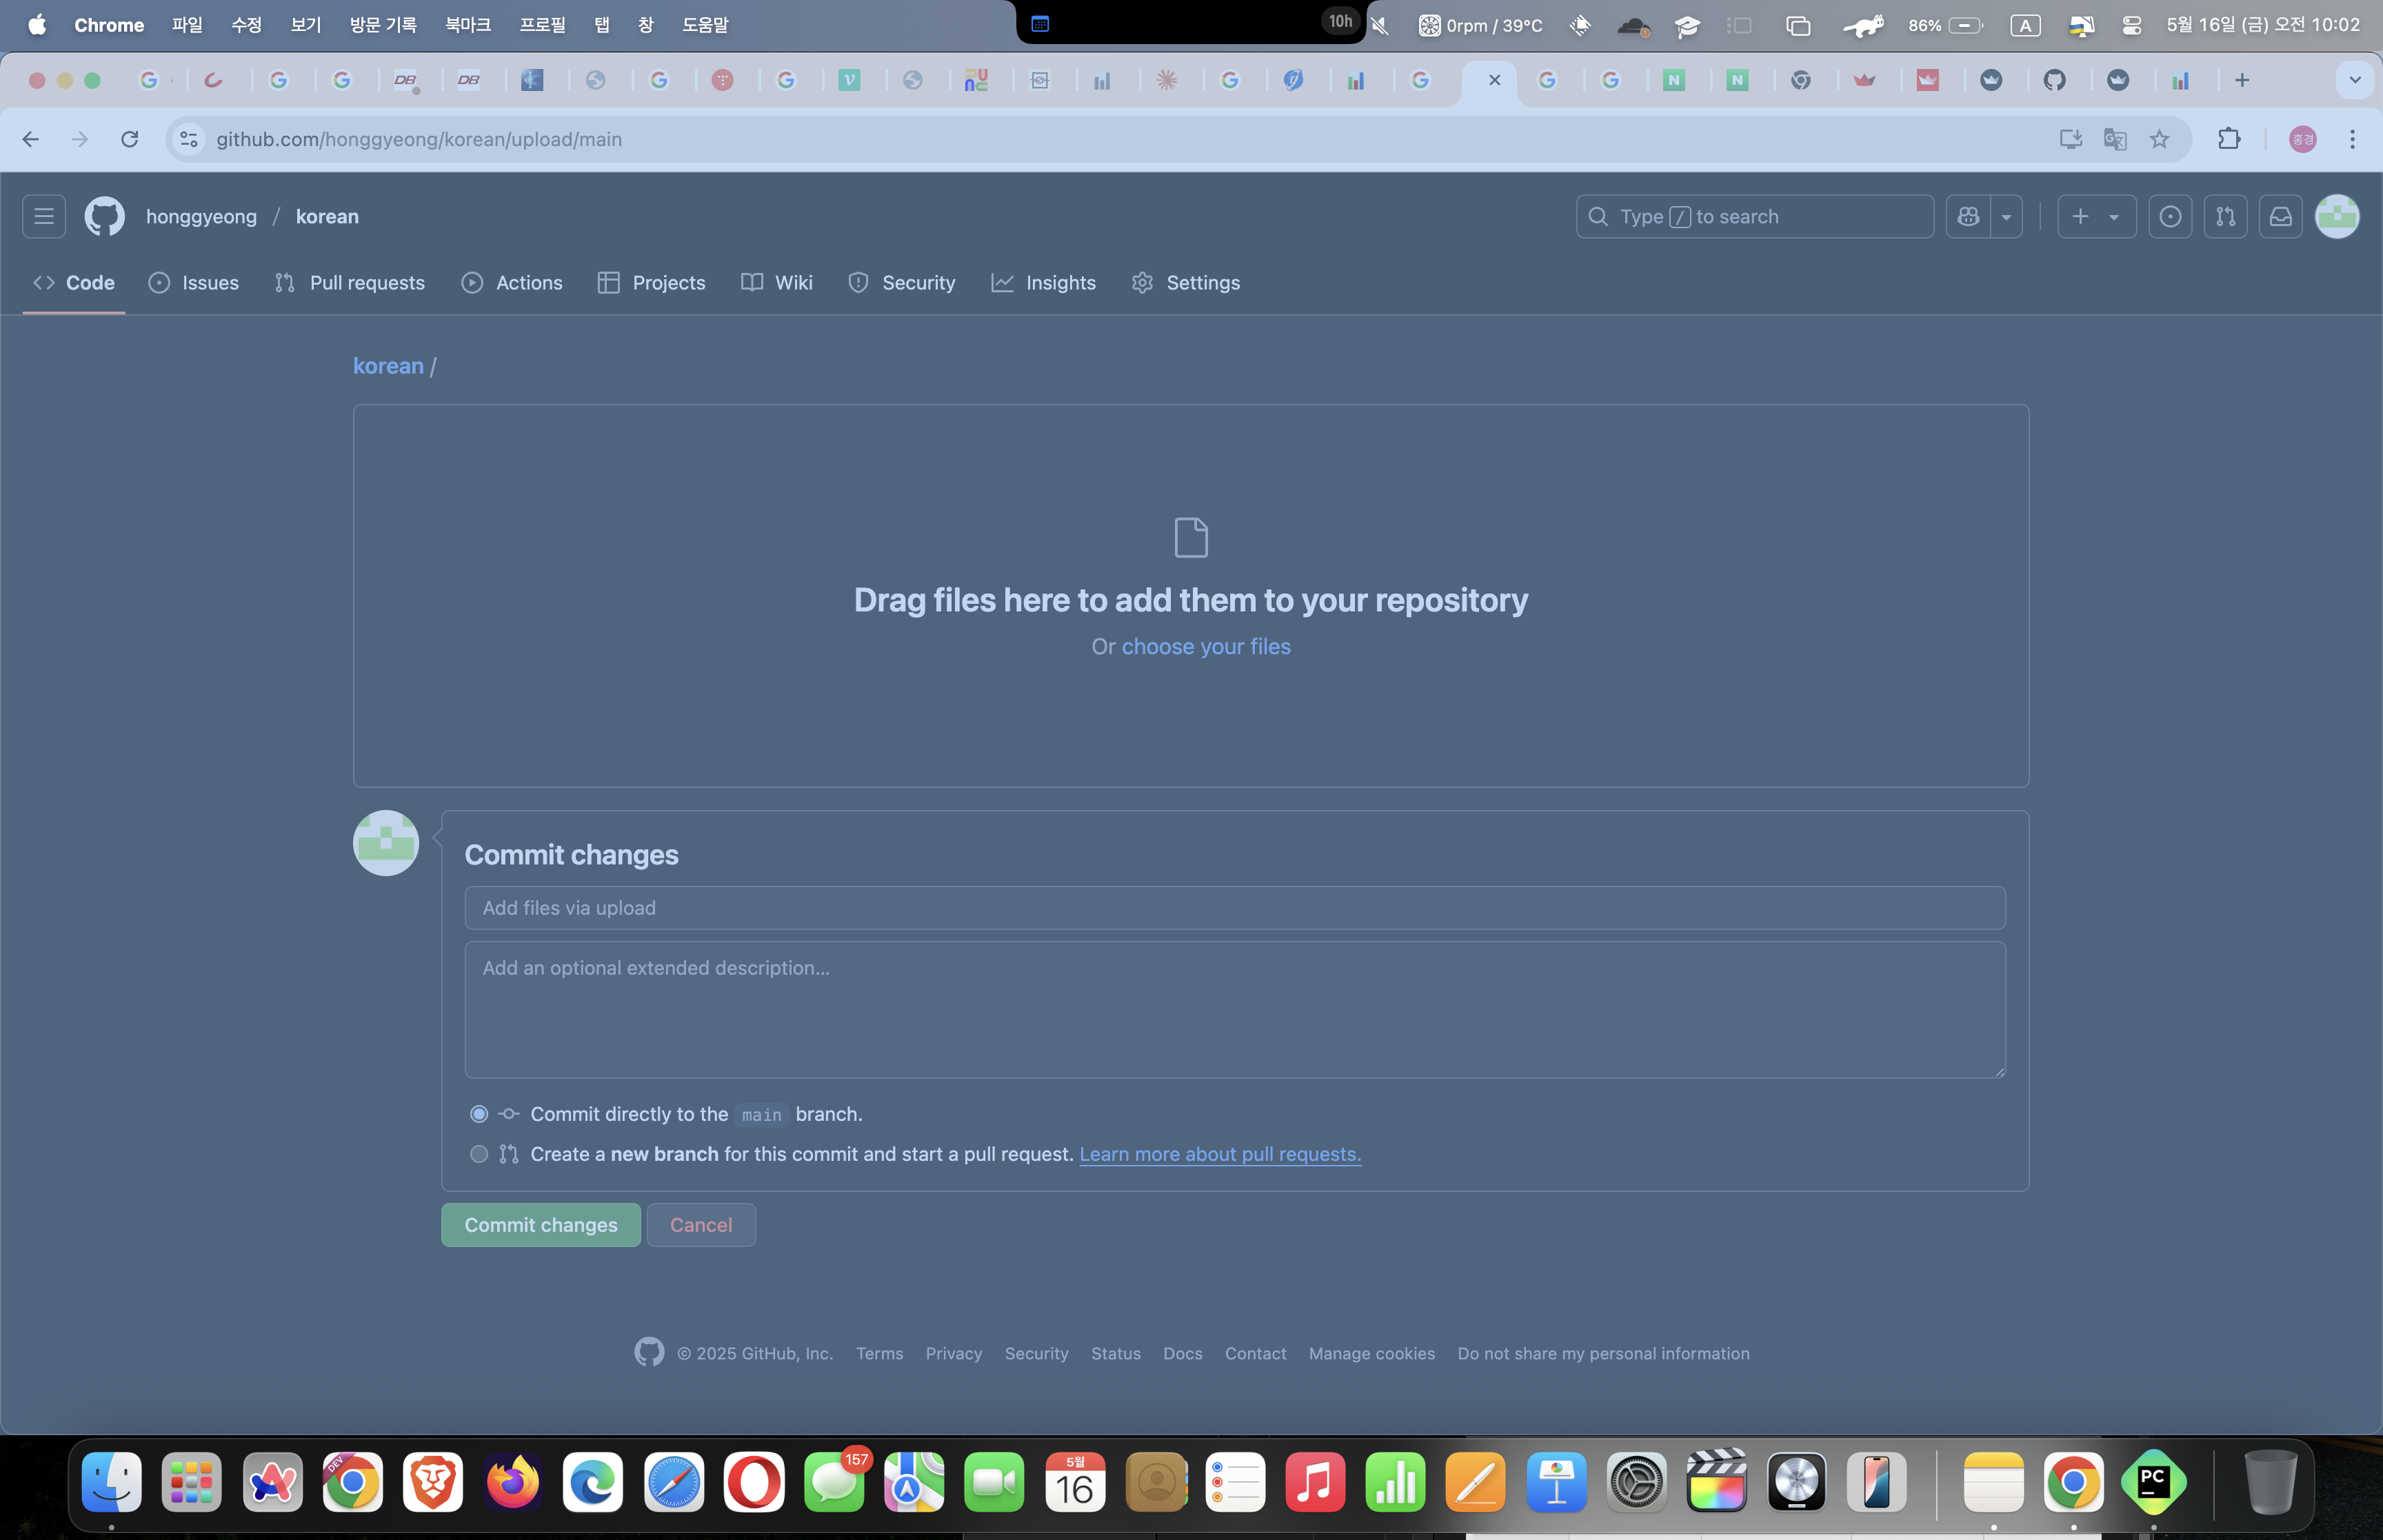 Chrome 파일 수정 보기 방문 기록 북마크 프로필 탭 창 도움말 10h 0rpm / 39°C 86% A 5월 16일 (금) 오전 10:02
DB DB V N N
github.com/honggyeong/korean/upload/main 홍경
honggyeong / korean Type / to search
Code Issues Pull requests Actions Projects Wiki Security Insights Settings
korean /
Drag files here to add them to your repository
Or choose your files
Commit changes
Add files via upload
Add an optional extended description...
Commit directly to the main branch.
Create a new branch for this commit and start a pull request. Learn more about pull requests.
Commit changes Cancel
© 2025 GitHub, Inc. Terms Privacy Security Status Docs Contact Manage cookies Do not share my personal information
DEV 157 5월 16 PC